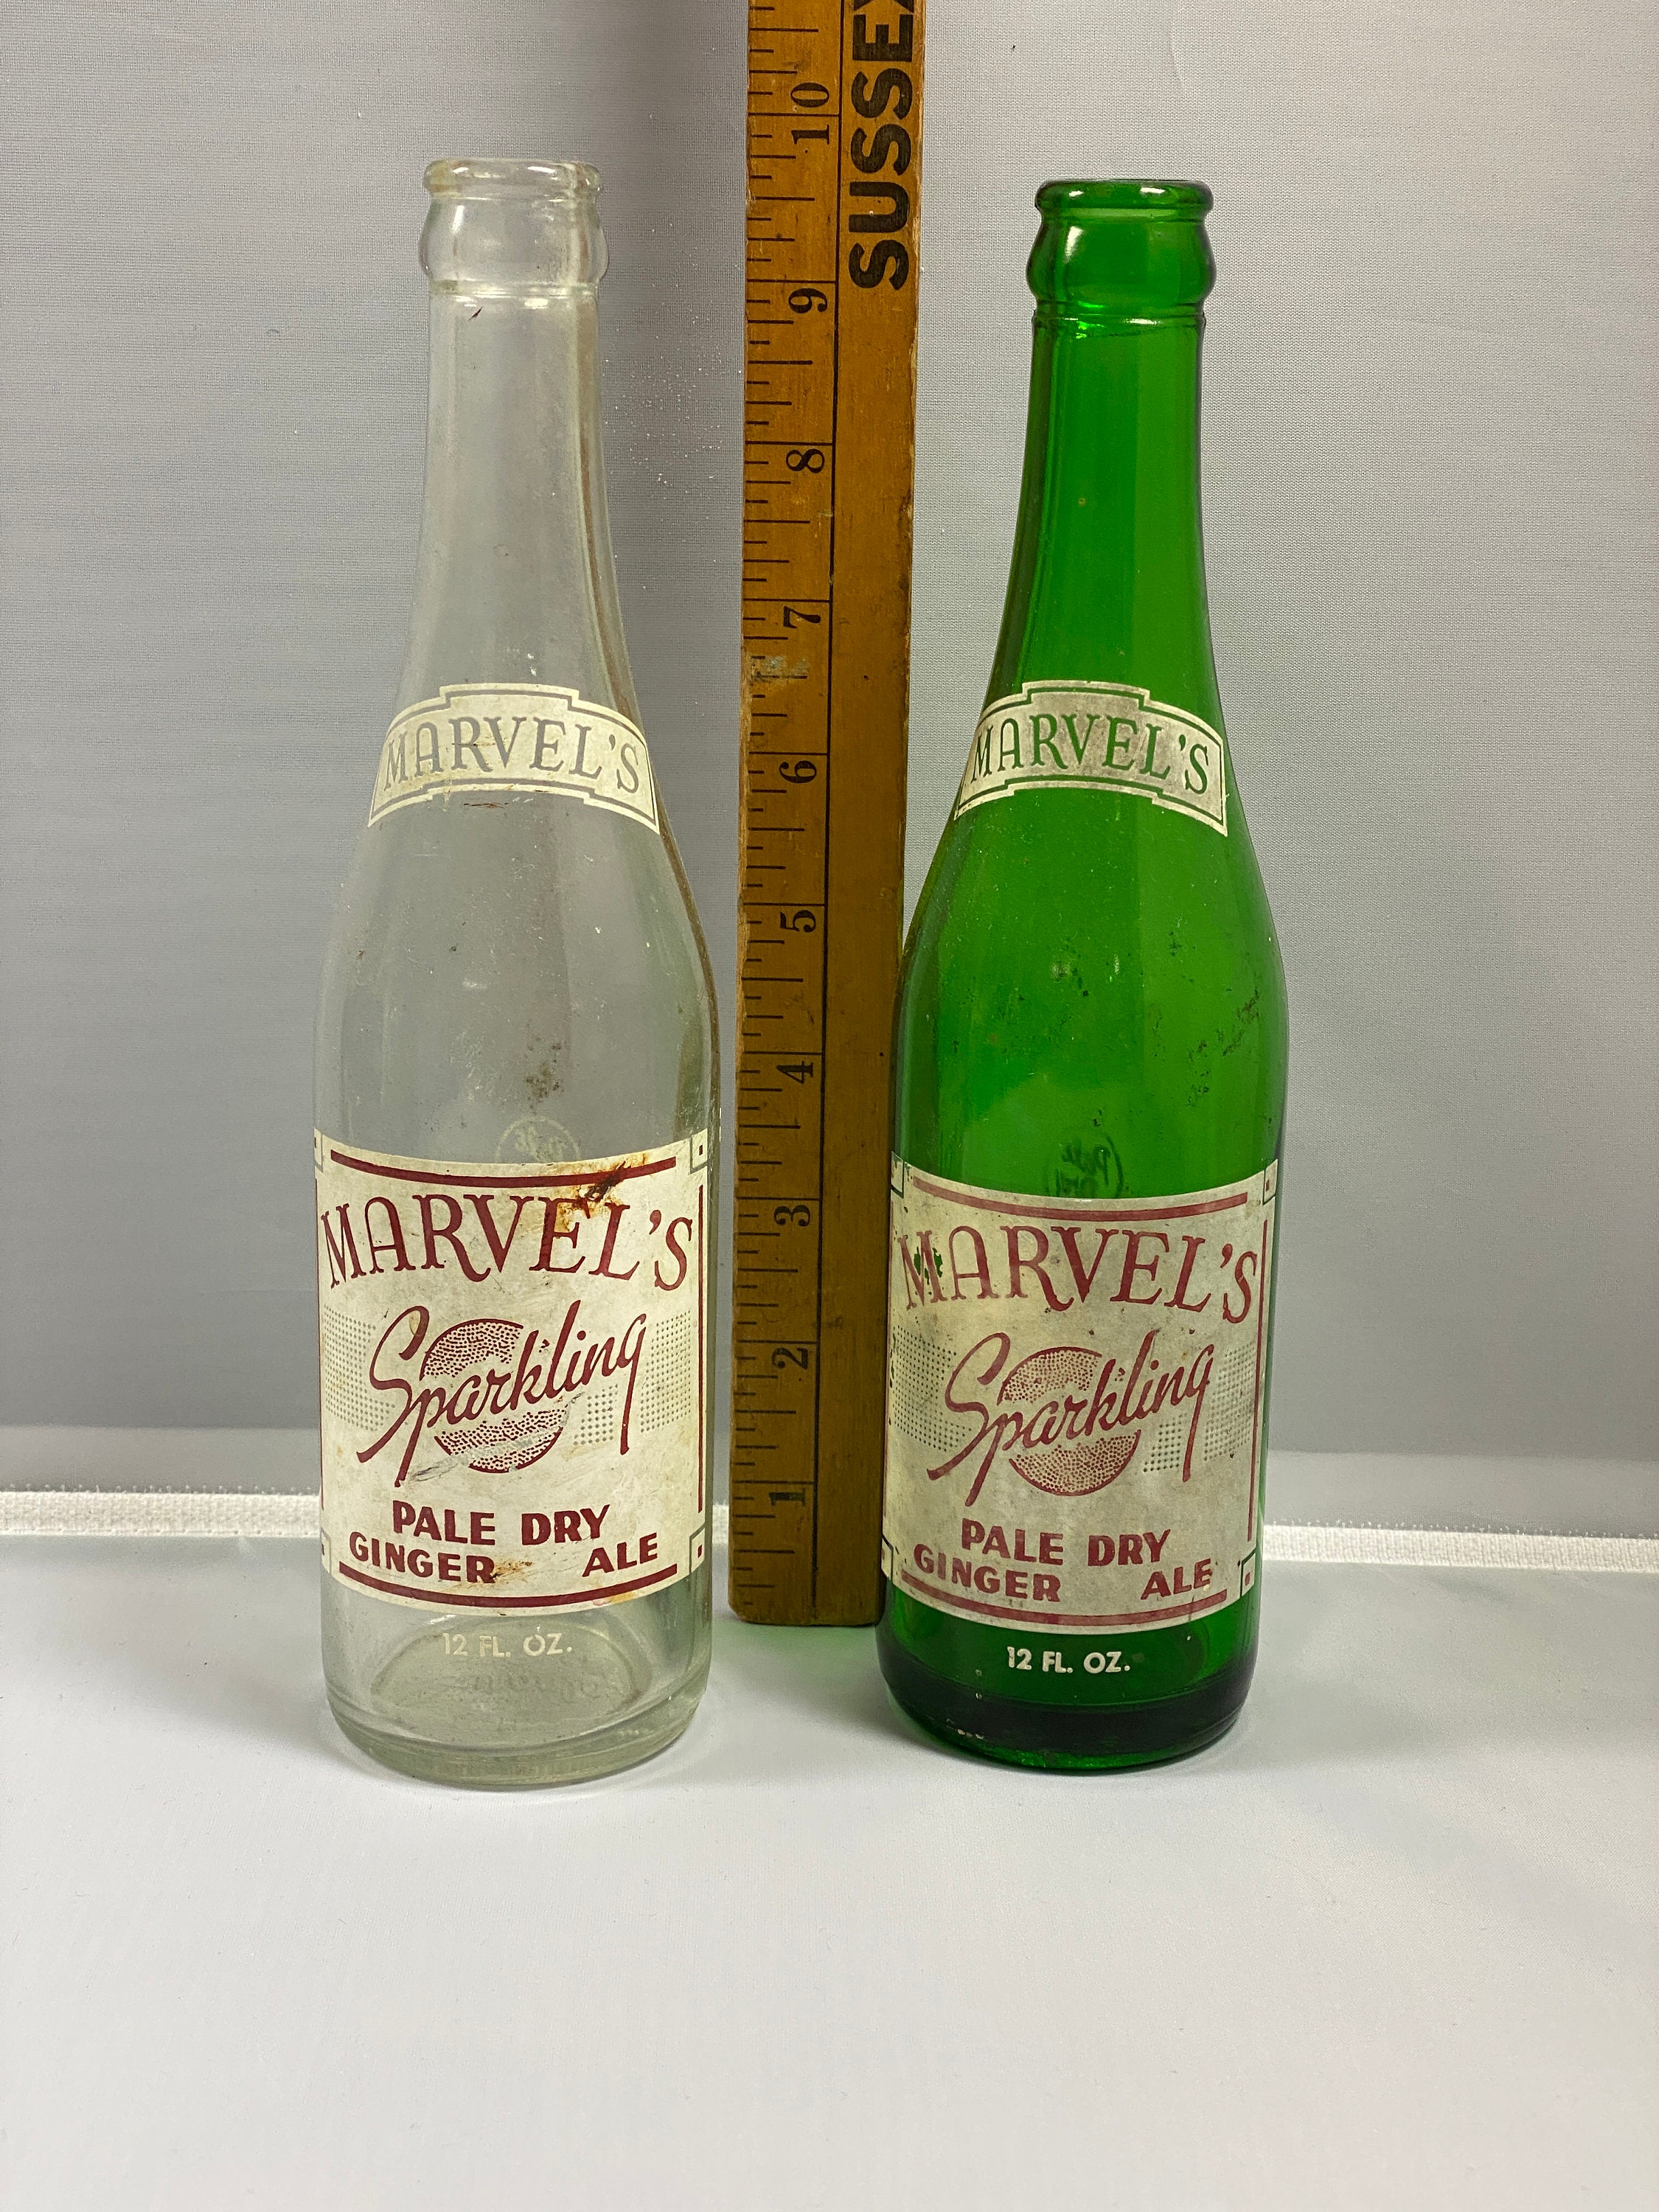 MARVEL'S
MARVEL'S
Sparkling
PALE DRY
GINGER ALE
12 FL. OZ.
SUSSEX
10
9
8
7
6
5
4
3
2
1
MARVEL'S
MARVEL'S
Sparkling
PALE DRY
GINGER ALE
12 FL. OZ.